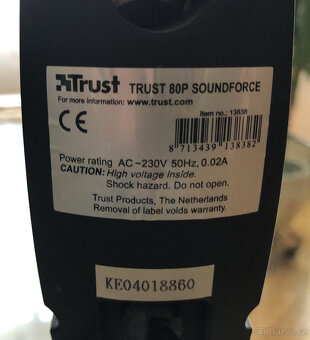 Trust TRUST 80P SOUNDFORCE
For more information: www.trust.com
Item no.: 13838
CE
8 713439 138382
Power rating AC~230V 50Hz, 0.02A
CAUTION: High voltage inside.
Shock hazard. Do not open.
Trust Products, The Netherlands
Removal of label voids warranty.
KE04018860